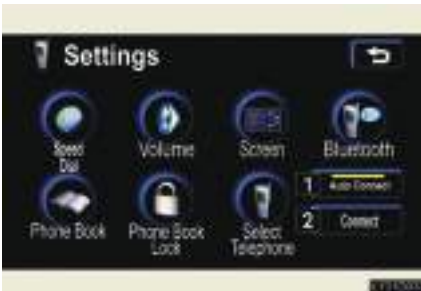 Settings
Speed
Dial
Volume
Screen
Bluetooth
Phone Book
Phone Book
Lock
Select
Telephone
1 Auto Connect
2 Connect